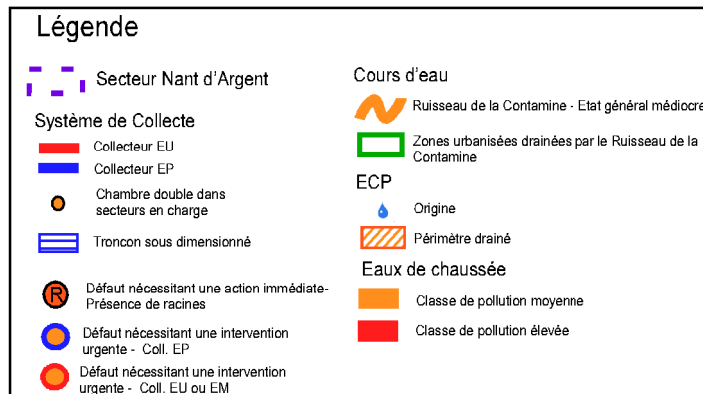 Légende
Secteur Nant d'Argent
Système de Collecte
Collecteur EU
Collecteur EP
Chambre double dans
secteurs en charge
Troncon sous dimensionné
R
Défaut nécessitant une action immédiate-
Présence de racines
Défaut nécessitant une intervention
urgente - Coll. EP
Défaut nécessitant une intervention
urgente - Coll. EU ou EM
Cours d'eau
Ruisseau de la Contamine - Etat général médiocre
Zones urbanisées drainées par le Ruisseau de la
Contamine
ECP
Origine
Périmètre drainé
Eaux de chaussée
Classe de pollution moyenne
Classe de pollution élevée